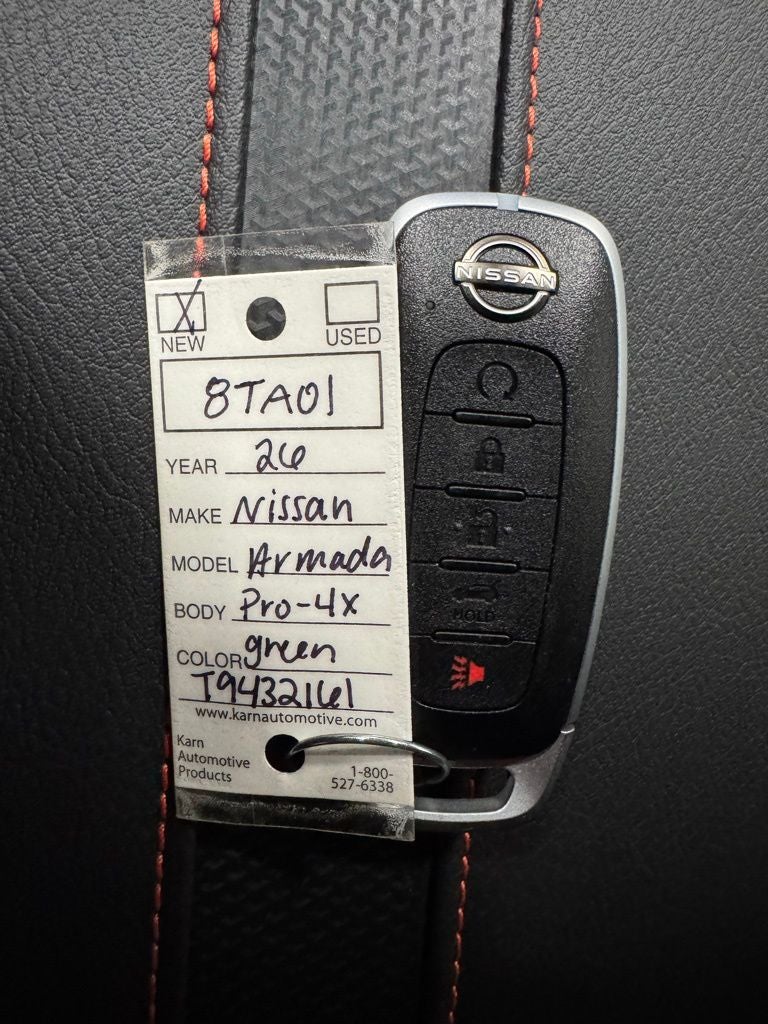 NISSAN
X
NEW USED
8TA01
YEAR 26
MAKE Nissan
MODEL Armada
BODY Pro-4x
COLOR green
T9432161
www.karnautomotive.com
Karn
Automotive
Products
1-800-
527-6338
HOLD